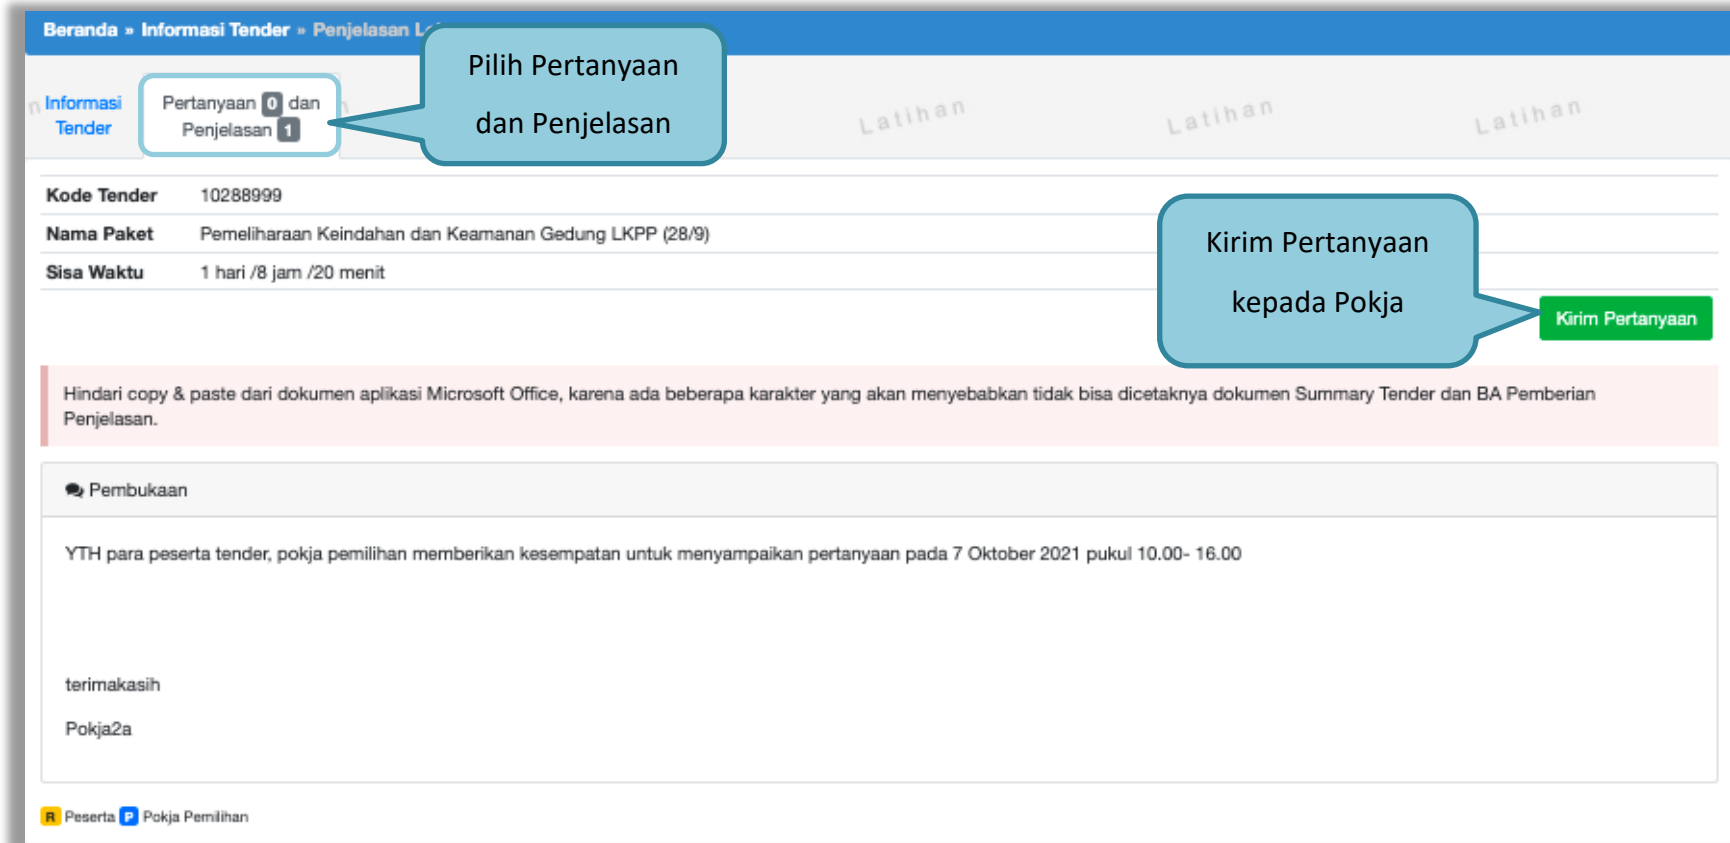 Beranda » Informasi Tender » Penjelasan
Pilih Pertanyaan
dan Penjelasan
Informasi
Tender
Pertanyaan 0 dan
Penjelasan 1
Latihan
Latihan
Latihan
Kode Tender 10288999
Nama Paket Pemeliharaan Keindahan dan Keamanan Gedung LKPP (28/9)
Sisa Waktu 1 hari /8 jam /20 menit
Kirim Pertanyaan
kepada Pokja
Kirim Pertanyaan
Hindari copy & paste dari dokumen aplikasi Microsoft Office, karena ada beberapa karakter yang akan menyebabkan tidak bisa dicetaknya dokumen Summary Tender dan BA Pemberian
Penjelasan.
Pembukaan
YTH para peserta tender, pokja pemilihan memberikan kesempatan untuk menyampaikan pertanyaan pada 7 Oktober 2021 pukul 10.00- 16.00
terimakasih
Pokja2a
R Peserta P Pokja Pemilihan